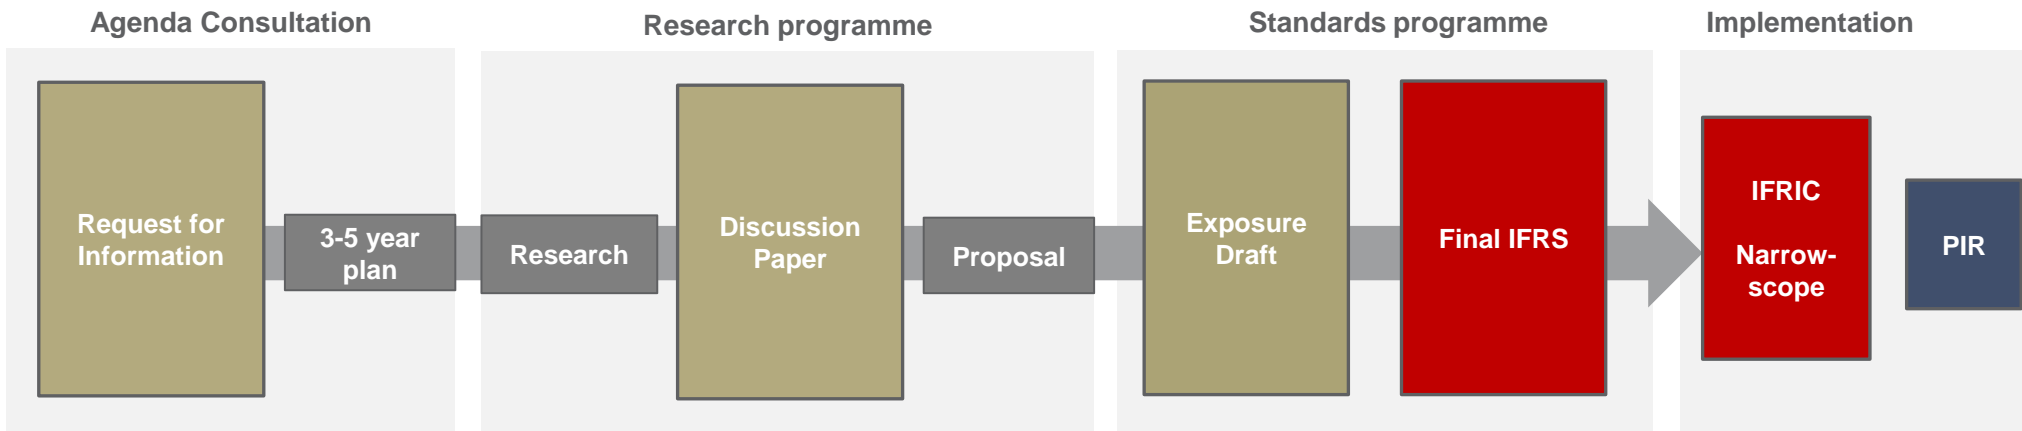 Agenda Consultation
Research programme
Standards programme
Implementation
Request for
Information
3-5 year
plan
Research
Discussion
Paper
Proposal
Exposure
Draft
Final IFRS
IFRIC
Narrow-
scope
PIR